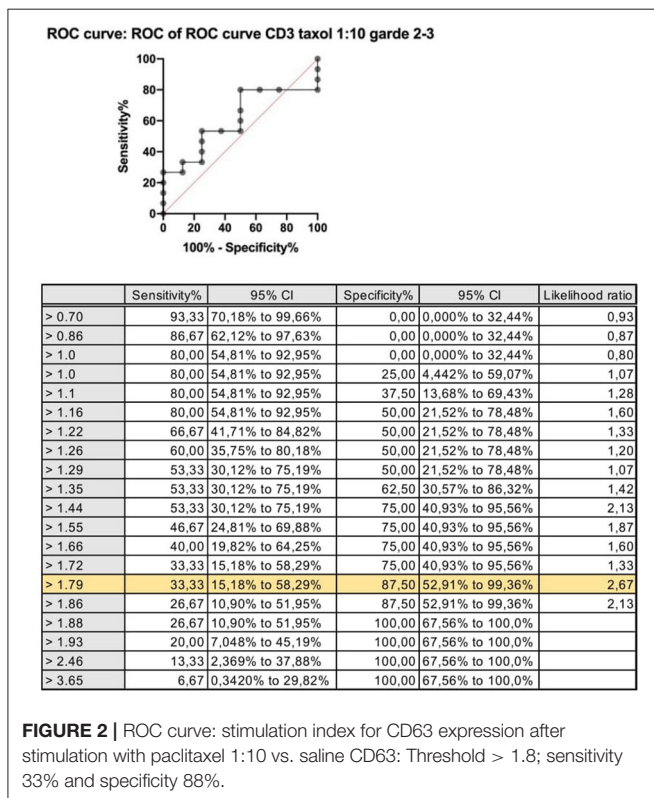 ROC curve: ROC of ROC curve CD3 taxol 1:10 garde 2-3
100
80
60
40
20
0
Sensitivity%
0 20 40 60 80 100
100% - Specificity%
Sensitivity% 95% CI Specificity% 95% CI Likelihood ratio
> 0.70 93,33 70,18% to 99,66% 0,00 0,000% to 32,44% 0,93
> 0.86 86,67 62,12% to 97,63% 0,00 0,000% to 32,44% 0,87
> 1.0 80,00 54,81% to 92,95% 0,00 0,000% to 32,44% 0,80
> 1.0 80,00 54,81% to 92,95% 25,00 4,442% to 59,07% 1,07
> 1.1 80,00 54,81% to 92,95% 37,50 13,68% to 69,43% 1,28
> 1.16 80,00 54,81% to 92,95% 50,00 21,52% to 78,48% 1,60
> 1.22 66,67 41,71% to 84,82% 50,00 21,52% to 78,48% 1,33
> 1.26 60,00 35,75% to 80,18% 50,00 21,52% to 78,48% 1,20
> 1.29 53,33 30,12% to 75,19% 50,00 21,52% to 78,48% 1,07
> 1.35 53,33 30,12% to 75,19% 62,50 30,57% to 86,32% 1,42
> 1.44 53,33 30,12% to 75,19% 75,00 40,93% to 95,56% 2,13
> 1.55 46,67 24,81% to 69,88% 75,00 40,93% to 95,56% 1,87
> 1.66 40,00 19,82% to 64,25% 75,00 40,93% to 95,56% 1,60
> 1.72 33,33 15,18% to 58,29% 75,00 40,93% to 95,56% 1,33
> 1.79 33,33 15,18% to 58,29% 87,50 52,91% to 99,36% 2,67
> 1.86 26,67 10,90% to 51,95% 87,50 52,91% to 99,36% 2,13
> 1.88 26,67 10,90% to 51,95% 100,00 67,56% to 100,0%
> 1.93 20,00 7,048% to 45,19% 100,00 67,56% to 100,0%
> 2.46 13,33 2,369% to 37,88% 100,00 67,56% to 100,0%
> 3.65 6,67 0,3420% to 29,82% 100,00 67,56% to 100,0%
FIGURE 2 | ROC curve: stimulation index for CD63 expression after
stimulation with paclitaxel 1:10 vs. saline CD63: Threshold > 1.8; sensitivity
33% and specificity 88%.